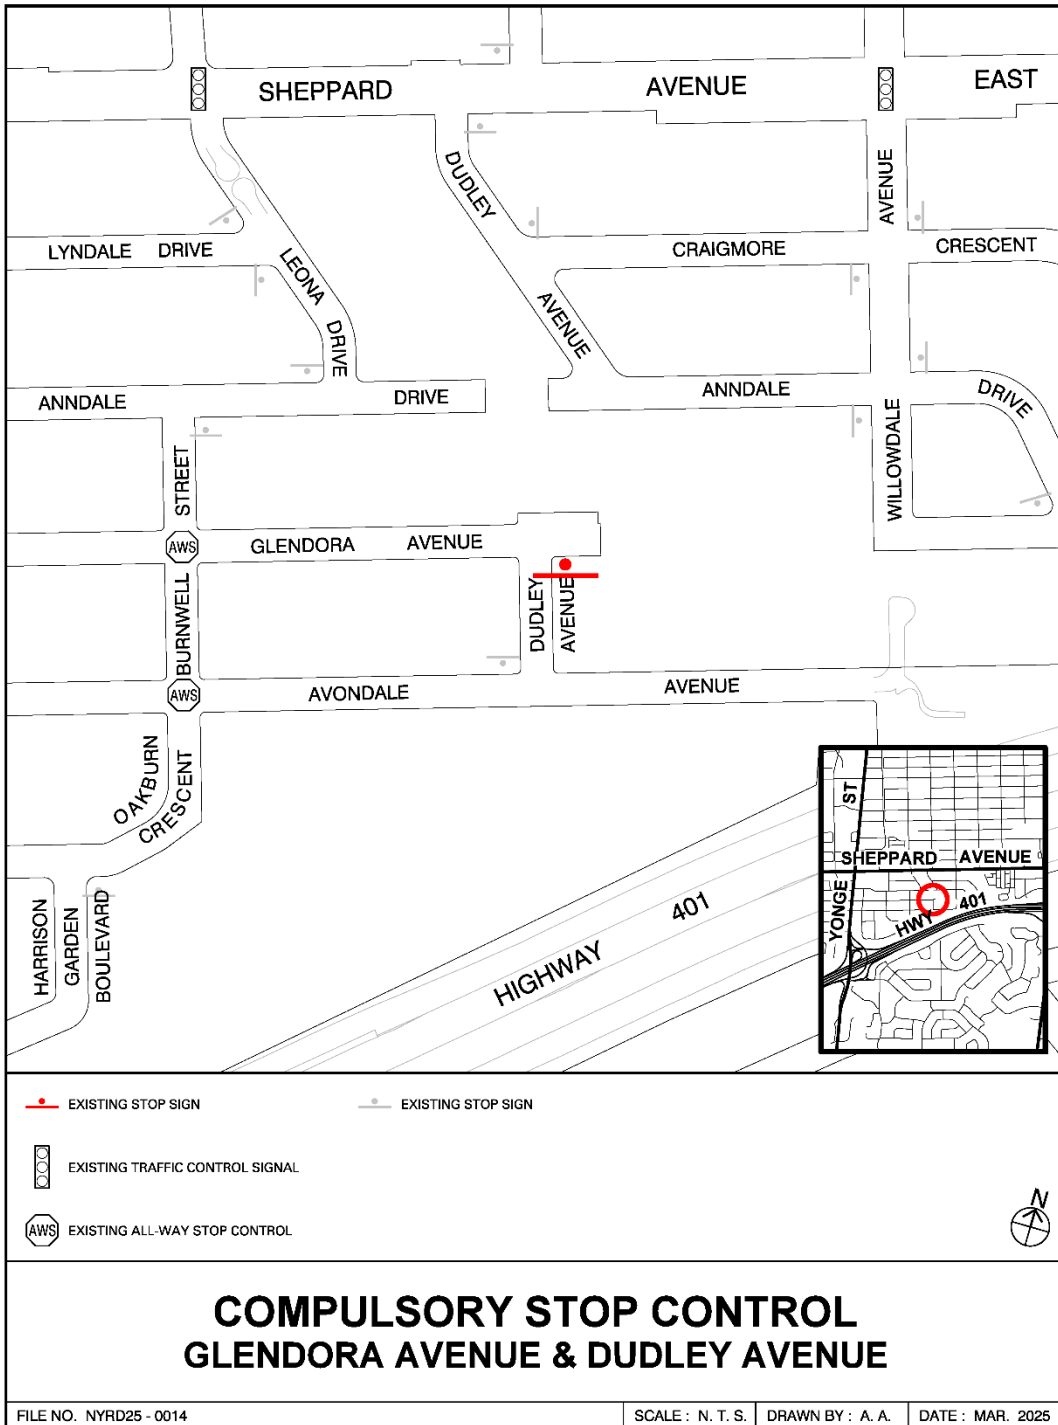 SHEPPARD AVENUE EAST
DUDLEY
AVENUE
AVENUE
LYNDALE DRIVE
LEONA
DRIVE
CRAIGMORE
CRESCENT
ANNDALE
DRIVE
ANNDALE
DRIVE
WILLOWDALE
STREET
AWS
GLENDORA AVENUE
BURNWELL
DUDLEY
AVENUE
AWS
AVONDALE AVENUE
OAKBURN
CRESCENT
HARRISON
GARDEN
BOULEVARD
HIGHWAY 401
ST
SHEPPARD AVENUE
YONGE
HWY 401
EXISTING STOP SIGN
EXISTING STOP SIGN
EXISTING TRAFFIC CONTROL SIGNAL
AWS EXISTING ALL-WAY STOP CONTROL
N
COMPULSORY STOP CONTROL
GLENDORA AVENUE & DUDLEY AVENUE
FILE NO. NYRD25 - 0014
SCALE : N. T. S.
DRAWN BY : A. A.
DATE : MAR. 2025